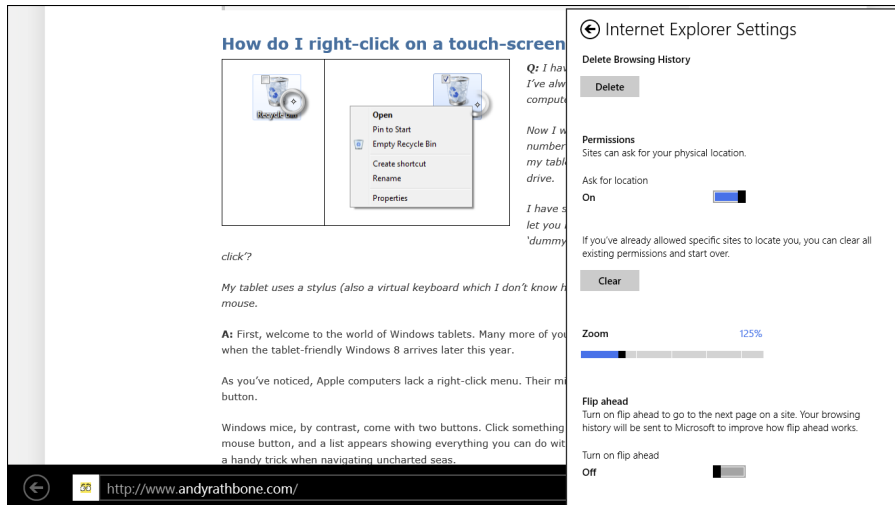 How do I right-click on a touch-screen
Open
Pin to Start
Empty Recycle Bin
Create shortcut
Rename
Properties
Q: I hav
I've alw
compute
Now I w
number
my table
drive.
I have s
let you
'dummy
click'?
My tablet uses a stylus (also a virtual keyboard which I don't know h
mouse.
A: First, welcome to the world of Windows tablets. Many more of you
when the tablet-friendly Windows 8 arrives later this year.
As you've noticed, Apple computers lack a right-click menu. Their mi
button.
Windows mice, by contrast, come with two buttons. Click something
mouse button, and a list appears showing everything you can do wit
a handy trick when navigating uncharted seas.
http://www.andyrathbone.com/
Internet Explorer Settings
Delete Browsing History
Delete
Permissions
Sites can ask for your physical location.
Ask for location
On
If you've already allowed specific sites to locate you, you can clear all
existing permissions and start over.
Clear
Zoom 125%
Flip ahead
Turn on flip ahead to go to the next page on a site. Your browsing
history will be sent to Microsoft to improve how flip ahead works.
Turn on flip ahead
Off